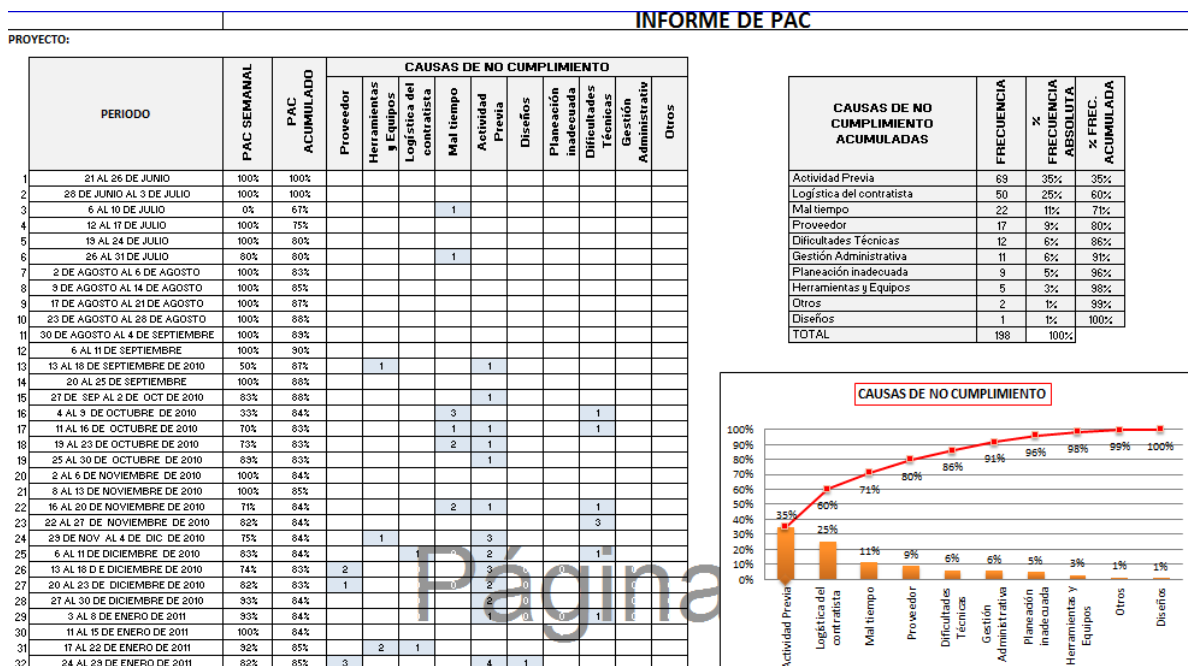 INFORME DE PAC
PROYECTO:
CAUSAS DE NO CUMPLIMIENTO
PERIODO PAC SEMANAL PAC ACUMULADO Proveedor Herramientas y Equipos Logística del contratista Mal tiempo Actividad Previa Diseños Planeación inadecuada Dificultades Técnicas Gestión Administrativ Otros
1 21 AL 26 DE JUNIO 100% 100%
2 28 DE JUNIO AL 3 DE JULIO 100% 100%
3 6 AL 10 DE JULIO 0% 67% 1
4 12 AL 17 DE JULIO 100% 75%
5 19 AL 24 DE JULIO 100% 80%
6 26 AL 31 DE JULIO 80% 80% 1
7 2 DE AGOSTO AL 6 DE AGOSTO 100% 83%
8 9 DE AGOSTO AL 14 DE AGOSTO 100% 85%
9 17 DE AGOSTO AL 21 DE AGOSTO 100% 87%
10 23 DE AGOSTO AL 28 DE AGOSTO 100% 88%
11 30 DE AGOSTO AL 4 DE SEPTIEMBRE 100% 89%
12 6 AL 11 DE SEPTIEMBRE 100% 90%
13 13 AL 18 DE SEPTIEMBRE DE 2010 50% 87% 1 1
14 20 AL 25 DE SEPTIEMBRE 100% 88%
15 27 DE SEP AL 2 DE OCT DE 2010 83% 88% 1
16 4 AL 9 DE OCTUBRE DE 2010 33% 84% 3 1
17 11 AL 16 DE OCTUBRE DE 2010 70% 83% 1 1 1
18 19 AL 23 DE OCTUBRE DE 2010 73% 83% 2 1
19 25 AL 30 DE OCTUBRE DE 2010 89% 83% 1
20 2 AL 6 DE NOVIEMBRE DE 2010 100% 84%
21 8 AL 13 DE NOVIEMBRE DE 2010 100% 85%
22 16 AL 20 DE NOVIEMBRE DE 2010 71% 84% 2 1 1
23 22 AL 27 DE NOVIEMBRE DE 2010 82% 84% 3
24 29 DE NOV AL 4 DE DIC DE 2010 75% 84% 1 3
25 6 AL 11 DE DICIEMBRE DE 2010 83% 84% 1 0 2 1
26 13 AL 18 D E DICIEMBRE DE 2010 74% 83% 2 3
27 20 AL 23 DE DICIEMBRE DE 2010 82% 83% 1 0 2
28 27 AL 30 DE DICIEMBRE DE 2010 93% 84% 2
29 3 AL 8 DE ENERO DE 2011 93% 84% 1 1
30 11 AL 15 DE ENERO DE 2011 100% 84%
31 17 AL 22 DE ENERO DE 2011 92% 85% 2 1
32 24 AL 29 DE ENERO DE 2011 82% 85% 3 4 1
Página
CAUSAS DE NO CUMPLIMIENTO ACUMULADAS FRECUENCIA % FRECUENCIA ABSOLUTA % FREC. ACUMULADA
Actividad Previa 69 35% 35%
Logística del contratista 50 25% 60%
Mal tiempo 22 11% 71%
Proveedor 17 9% 80%
Dificultades Técnicas 12 6% 86%
Gestión Administrativa 11 6% 91%
Planeación inadecuada 9 5% 96%
Herramientas y Equipos 5 3% 98%
Otros 2 1% 99%
Diseños 1 1% 100%
TOTAL 198 100%
CAUSAS DE NO CUMPLIMIENTO
100%
90%
80%
70%
60%
50%
40%
30%
20%
10%
0%
35% 60% 71% 80% 86% 91% 96% 98% 99% 100%
25% 11% 9% 6% 6% 5% 3% 1% 1%
Actividad Previa
Logística del contratista
Mal tiempo
Proveedor
Dificultades Técnicas
Gestión Administrativa
Planeación inadecuada
Herramientas y Equipos
Otros
Diseños